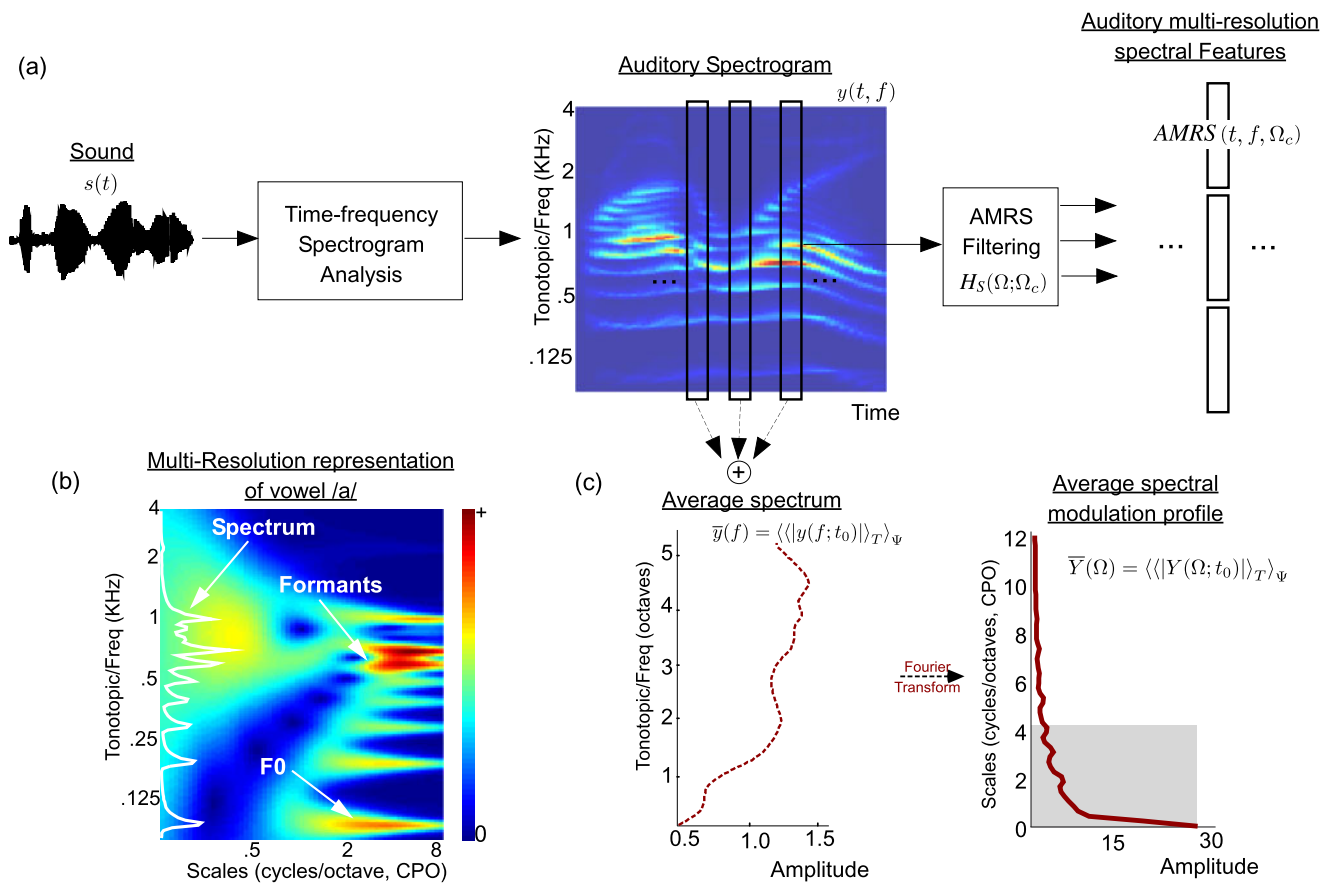 (a)
Sound
s(t)
Time-frequency
Spectrogram
Analysis
Auditory Spectrogram
y(t, f)
Tonotopic/Freq (KHz)
4
2
1
.5
.125
...
...
Time
AMRS
Filtering
H_S(Ω;Ω_c)
Auditory multi-resolution
spectral Features
AMRS (t, f, Ω_c)
...
...
(b)
Multi-Resolution representation
of vowel /a/
Tonotopic/Freq (KHz)
4
2
1
.5
.25
.125
Spectrum
Formants
F0
+
0
.5
2
8
Scales (cycles/octave, CPO)
(c)
+
Average spectrum
y̅(f) = ⟨⟨|y(f; t_0)|⟩_T⟩_Ψ
Tonotopic/Freq (octaves)
5
4
3
2
1
0.5
1.0
1.5
Amplitude
Fourier
Transform
Average spectral
modulation profile
Y̅(Ω) = ⟨⟨|Y(Ω; t_0)|⟩_T⟩_Ψ
Scales (cycles/octaves, CPO)
12
10
8
6
4
2
0
15
30
Amplitude